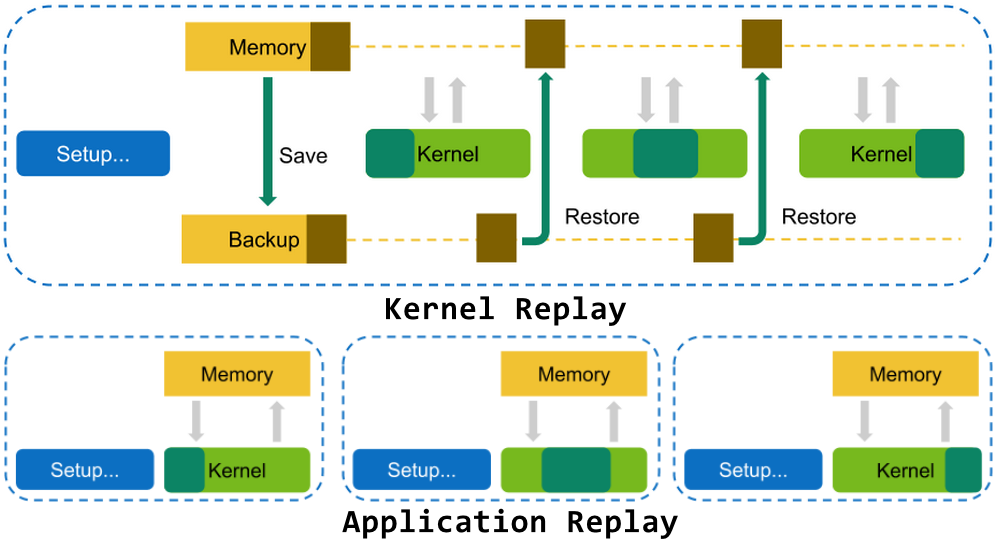 Memory
Setup...
Save
Kernel
Kernel
Restore
Restore
Backup
Kernel Replay
Memory
Memory
Memory
Setup...
Kernel
Setup...
Setup...
Kernel
Application Replay